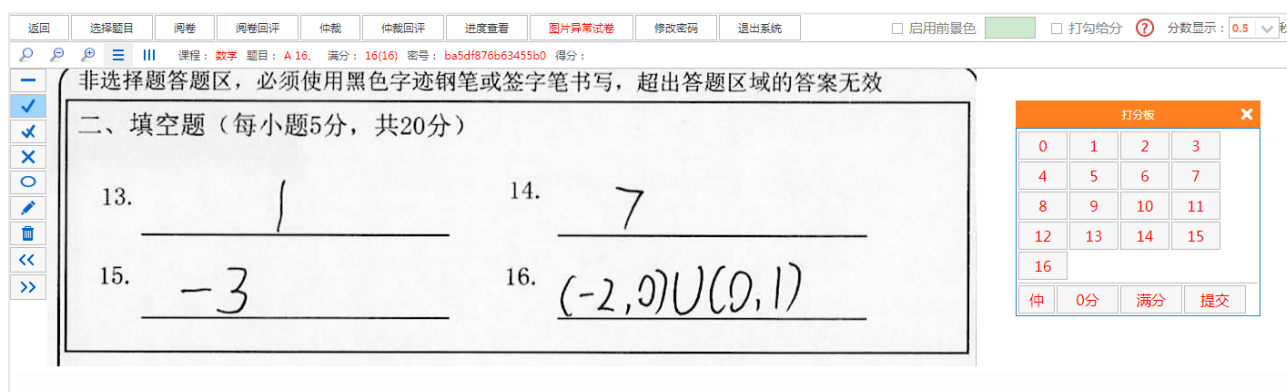 返回 选择题目 阅卷 阅卷回评 仲裁 仲裁回评 进度查看 图片异常试卷 修改密码 退出系统 启用前景色 打勾给分 ? 分数显示: 0.5 秒
课程: 数学 题目: A 16、 满分: 16(16) 密号: ba5df876b63455b0 得分:
非选择题答题区，必须使用黑色字迹钢笔或签字笔书写，超出答题区域的答案无效
二、填空题（每小题5分，共20分）
13. 1 14. 7
15. -3 16. (-2,0)∪(0,1)
打分板
0 1 2 3
4 5 6 7
8 9 10 11
12 13 14 15
16
仲 0分 满分 提交